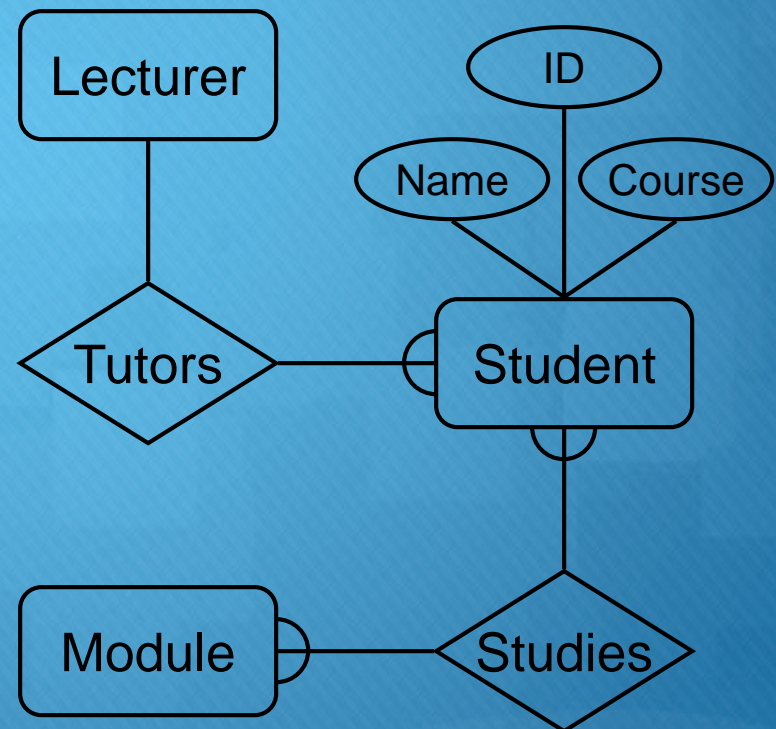 Lecturer
ID
Name
Course
Tutors
Student
Module
Studies